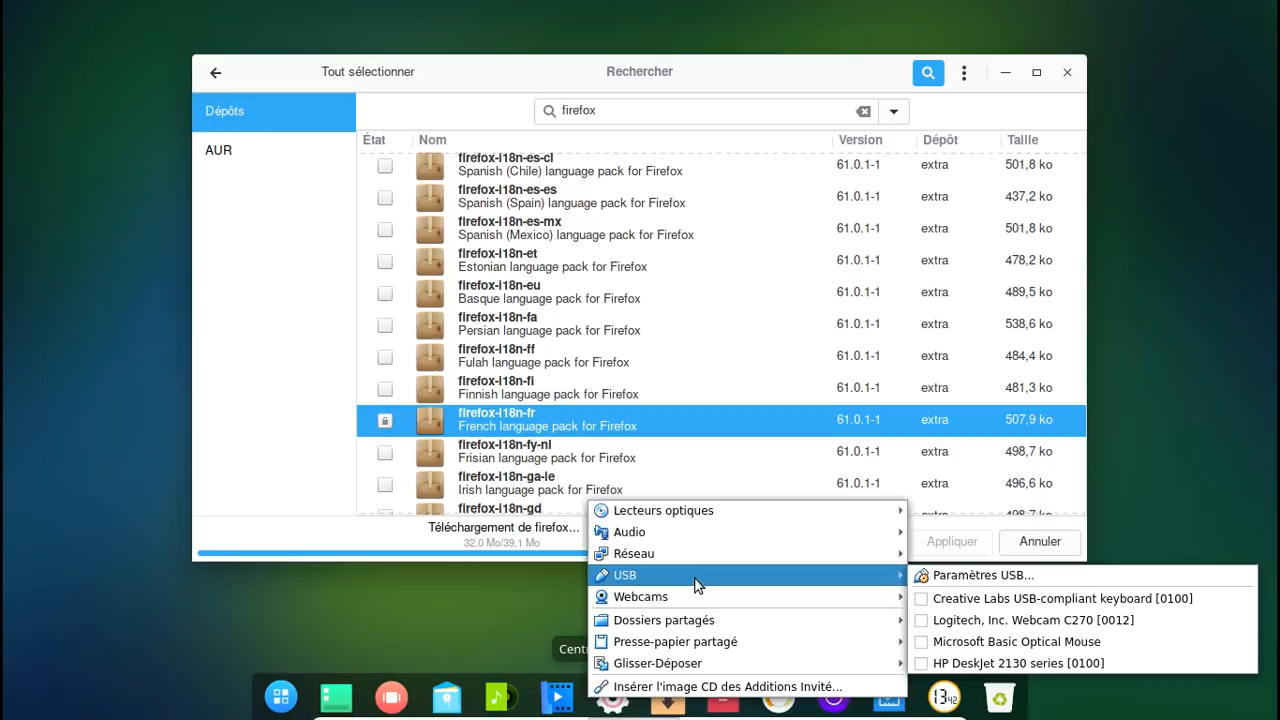 Tout sélectionner
Rechercher
Dépôts
AUR
firefox
État Nom Version Dépôt Taille
firefox-i18n-es-cl
Spanish (Chile) language pack for Firefox
61.0.1-1 extra 501,8 ko
firefox-i18n-es-es
Spanish (Spain) language pack for Firefox
61.0.1-1 extra 437,2 ko
firefox-i18n-es-mx
Spanish (Mexico) language pack for Firefox
61.0.1-1 extra 501,8 ko
firefox-i18n-et
Estonian language pack for Firefox
61.0.1-1 extra 478,2 ko
firefox-i18n-eu
Basque language pack for Firefox
61.0.1-1 extra 489,5 ko
firefox-i18n-fa
Persian language pack for Firefox
61.0.1-1 extra 538,6 ko
firefox-i18n-ff
Fulah language pack for Firefox
61.0.1-1 extra 484,4 ko
firefox-i18n-fi
Finnish language pack for Firefox
61.0.1-1 extra 481,3 ko
firefox-i18n-fr
French language pack for Firefox
61.0.1-1 extra 507,9 ko
firefox-i18n-fy-nl
Frisian language pack for Firefox
61.0.1-1 extra 498,7 ko
firefox-i18n-ga-ie
Irish language pack for Firefox
61.0.1-1 extra 496,6 ko
firefox-i18n-gd
498,7 ko
Téléchargement de firefox...
32,0 Mo/39,1 Mo
Appliquer
Annuler
Lecteurs optiques
Audio
Réseau
USB
Webcams
Dossiers partagés
Presse-papier partagé
Glisser-Déposer
Insérer l'image CD des Additions Invité...
Paramètres USB...
Creative Labs USB-compliant keyboard [0100]
Logitech, Inc. Webcam C270 [0012]
Microsoft Basic Optical Mouse
HP DeskJet 2130 series [0100]
Cent
13 42